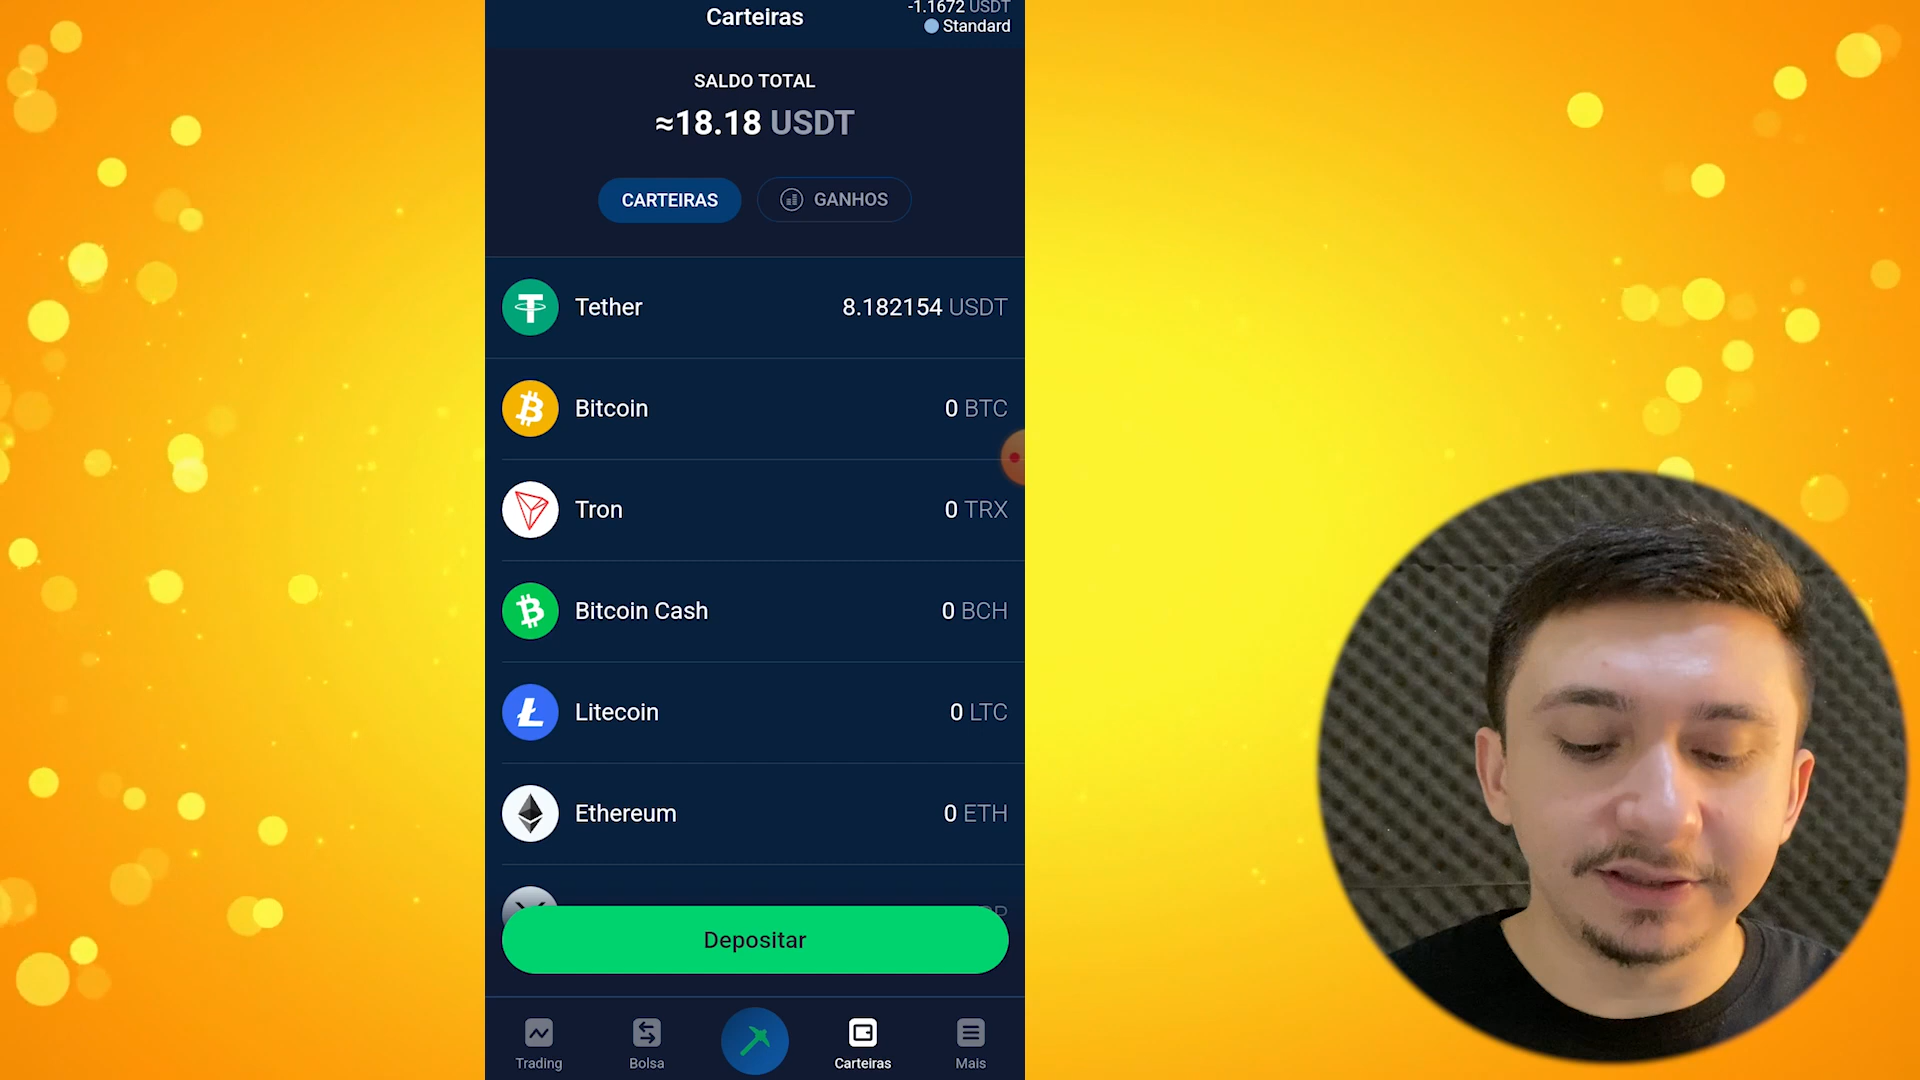 -1.1672 USDT
Carteiras
Standard
SALDO TOTAL
≈18.18 USDT
CARTEIRAS
GANHOS
Tether 8.182154 USDT
Bitcoin 0 BTC
Tron 0 TRX
Bitcoin Cash 0 BCH
Litecoin 0 LTC
Ethereum 0 ETH
Depositar
Trading
Bolsa
Carteiras
Mais